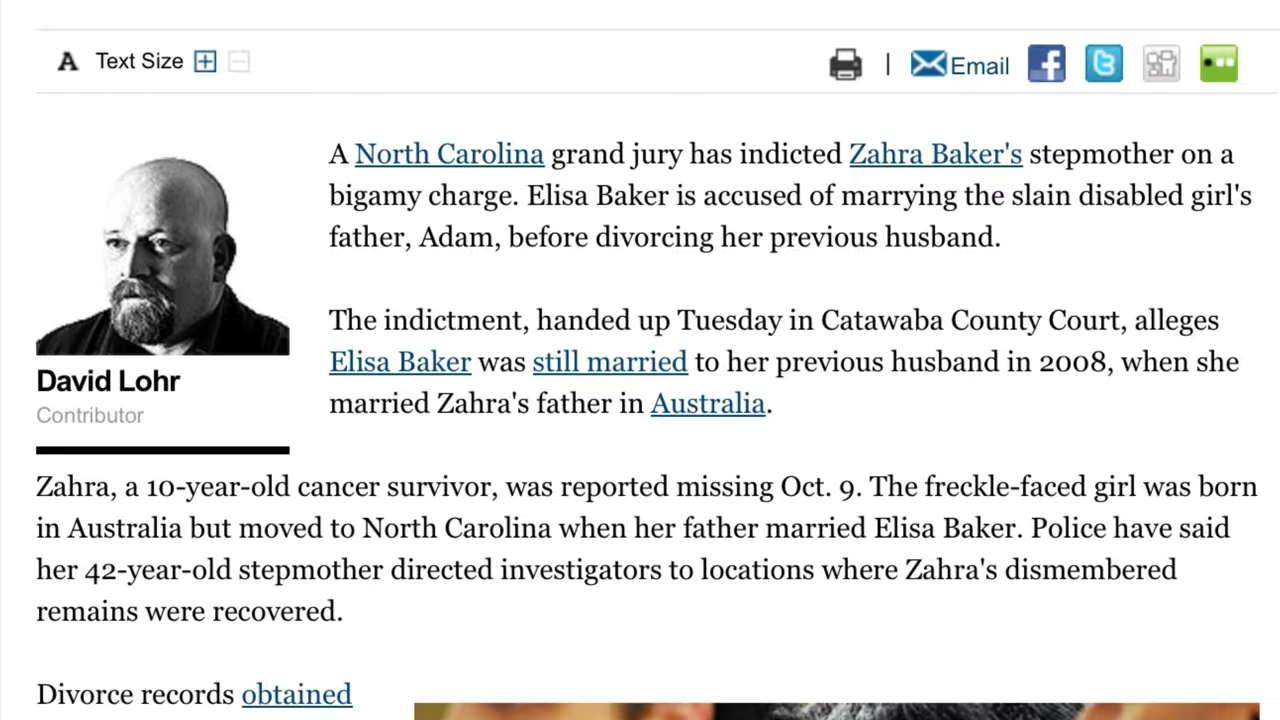 A Text Size
| Email
A North Carolina grand jury has indicted Zahra Baker's stepmother on a
bigamy charge. Elisa Baker is accused of marrying the slain disabled girl's
father, Adam, before divorcing her previous husband.
The indictment, handed up Tuesday in Catawaba County Court, alleges
Elisa Baker was still married to her previous husband in 2008, when she
married Zahra's father in Australia.
David Lohr
Contributor
Zahra, a 10-year-old cancer survivor, was reported missing Oct. 9. The freckle-faced girl was born
in Australia but moved to North Carolina when her father married Elisa Baker. Police have said
her 42-year-old stepmother directed investigators to locations where Zahra's dismembered
remains were recovered.
Divorce records obtained